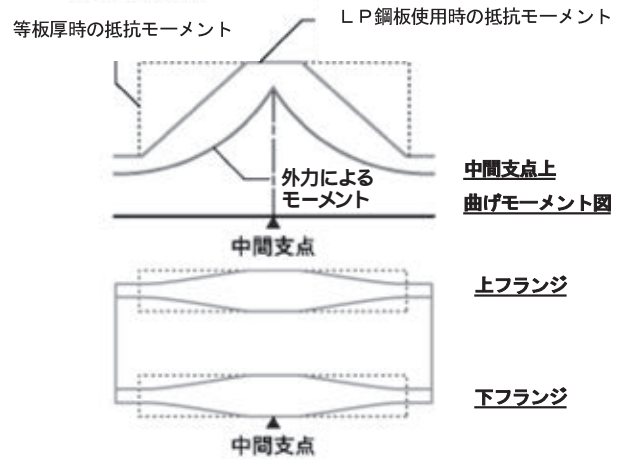 ＬＰ鋼板使用時の抵抗モーメント
等板厚時の抵抗モーメント
外力による
モーメント
中間支点上
曲げモーメント図
中間支点
上フランジ
下フランジ
中間支点